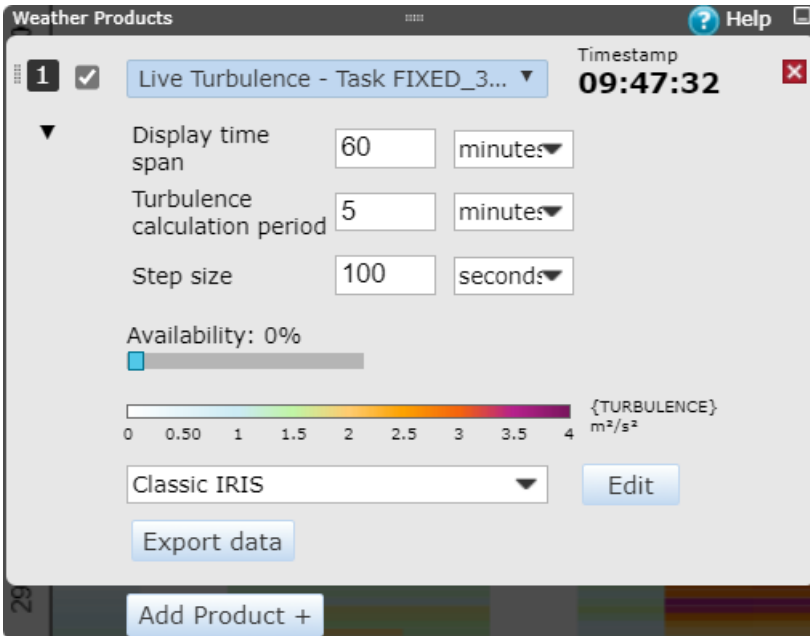 Weather Products
Help
1
Live Turbulence - Task FIXED_3...
Timestamp
09:47:32
Display time
span
60
minutes
Turbulence
calculation period
5
minutes
Step size
100
seconds
Availability: 0%
{TURBULENCE}
m²/s²
0 0.50 1 1.5 2 2.5 3 3.5 4
Classic IRIS
Edit
Export data
29
Add Product +